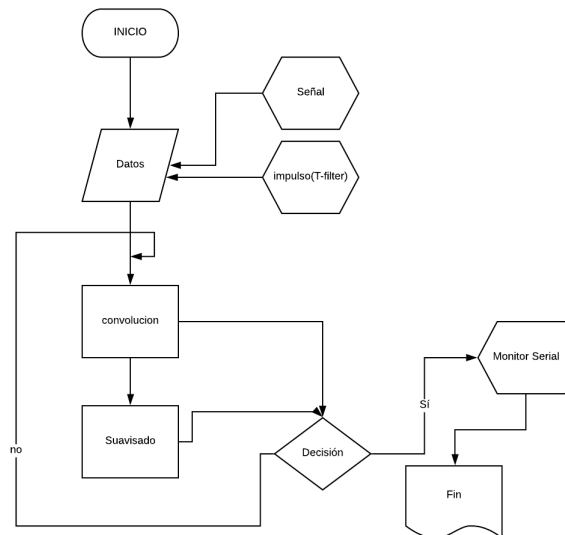 INICIO
Señal
Datos
impulso(T-filter)
convolucion
Monitor Serial
Sí
Suavisado
no
Decisión
Fin